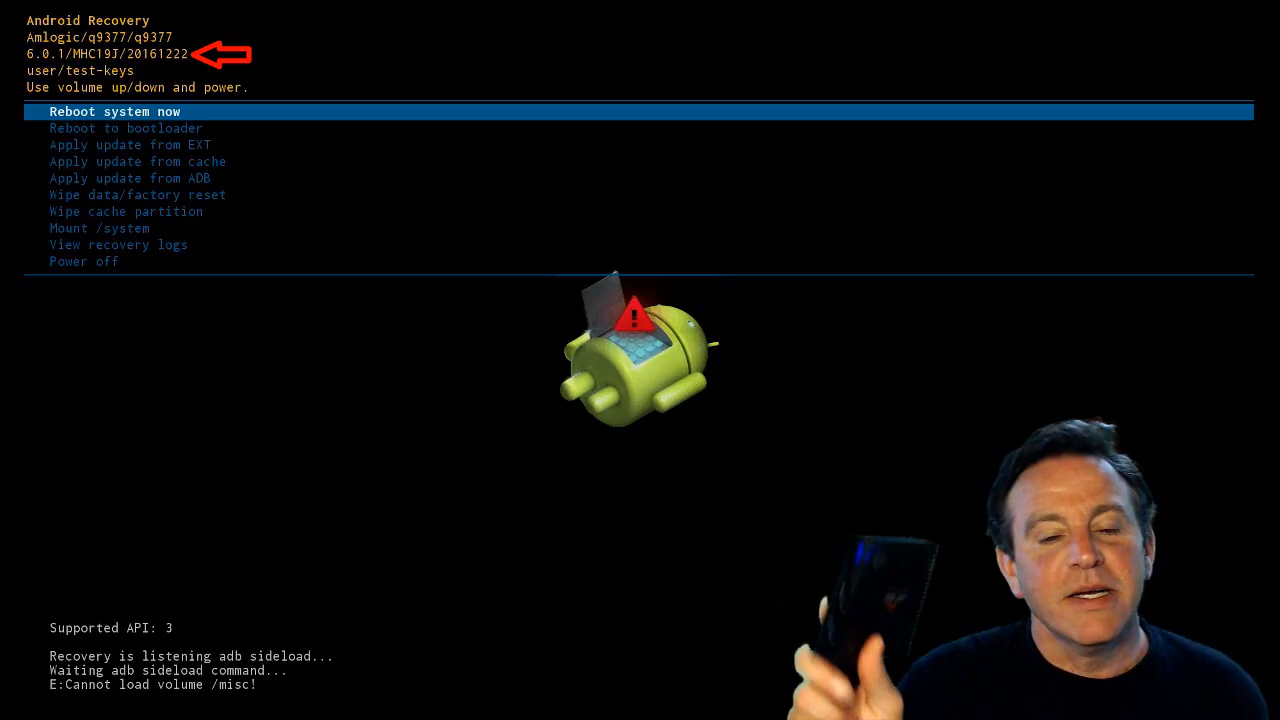 Android Recovery
Amlogic/q9377/q9377
6.0.1/MHC19J/20161222
user/test-keys
Use volume up/down and power.
Reboot system now
Reboot to bootloader
Apply update from EXT
Apply update from cache
Apply update from ADB
Wipe data/factory reset
Wipe cache partition
Mount /system
View recovery logs
Power off
Supported API: 3
Recovery is listening adb sideload...
Waiting adb sideload command...
E:Cannot load volume /misc!